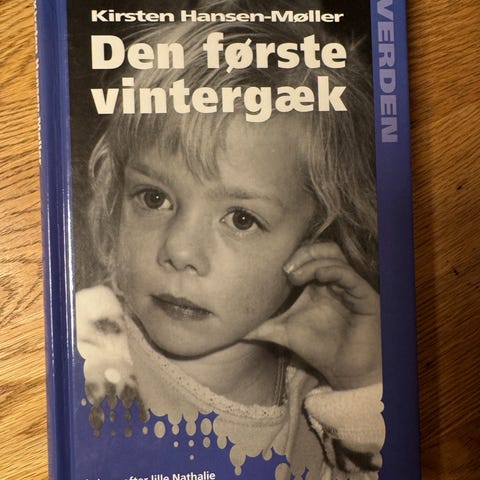 Kirsten Hansen-Møller
Den første
vintergæk
VERDEN
efter lille Nathalie